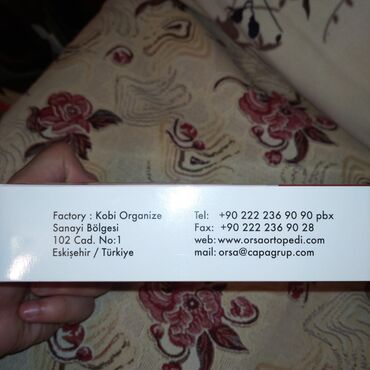 Factory : Kobi Organize
Sanayi Bölgesi
102 Cad. No:1
Eskişehir / Türkiye
Tel: +90 222 236 90 90 pbx
Fax: +90 222 236 90 28
web: www.orsaortopedi.com
mail: orsa@capagrup.com